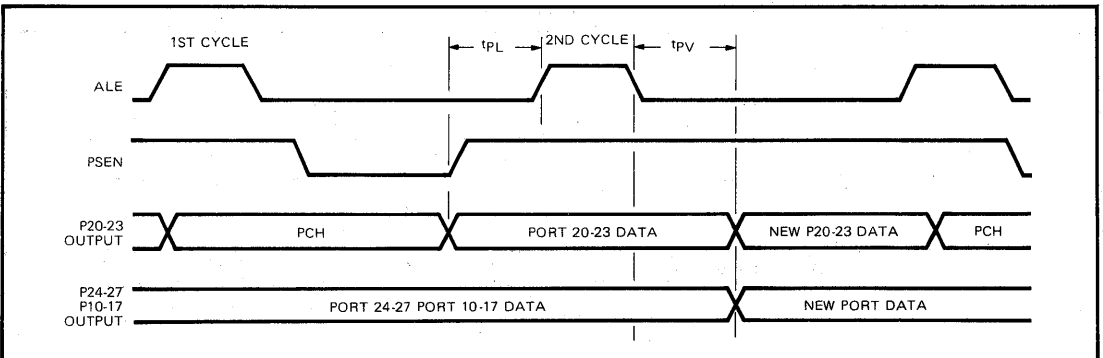 1ST CYCLE
tPL
2ND CYCLE
tPV
ALE
PSEN
P20-23
OUTPUT
PCH
PORT 20-23 DATA
NEW P20-23 DATA
PCH
P24-27
P10-17
OUTPUT
PORT 24-27 PORT 10-17 DATA
NEW PORT DATA